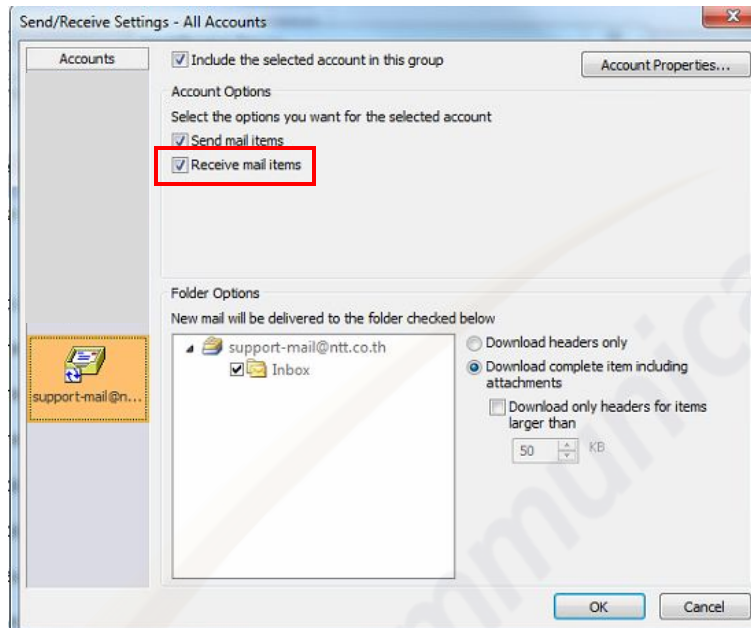 Send/Receive Settings - All Accounts
Accounts
Include the selected account in this group
Account Properties...
Account Options
Select the options you want for the selected account
Send mail items
Receive mail items
Folder Options
New mail will be delivered to the folder checked below
support-mail@ntt.co.th
Inbox
Download headers only
Download complete item including
attachments
Download only headers for items
larger than
50 KB
support-mail@n...
OK
Cancel